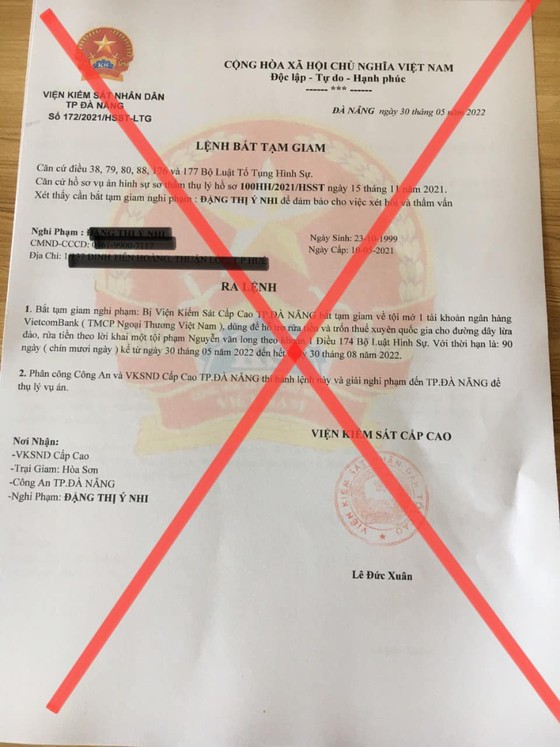 CỘNG HÒA XÃ HỘI CHỦ NGHĨA VIỆT NAM
Độc lập - Tự do - Hạnh phúc
------ *** ------
VIỆN KIỂM SÁT NHÂN DÂN
TP ĐÀ NẴNG
Số 172/2021/HSST-LTG
ĐÀ NẴNG ngày 30 tháng 05 năm 2022
LỆNH BẮT TẠM GIAM
Căn cứ điều 38, 79, 80, 88, và 177 Bộ Luật Tố Tụng Hình Sự.
Căn cứ hồ sơ vụ án hình sự sơ thẩm thụ lý hồ sơ 100HH/2021/HSST ngày 15 tháng 11 năm 2021.
Xét thấy cần bắt tạm giam nghi phạm : ĐẶNG THỊ Ý NHI để đảm bảo cho việc xét hỏi và thẩm vấn
Nghi Phạm :
CMND-CCCD:
Địa Chỉ:
Ngày Sinh: 23-10-1999
Ngày Cấp: 10-05-2021
RA LỆNH
1. Bắt tạm giam nghi phạm: Bị Viện Kiểm Sát Cấp Cao TP.ĐÀ NẴNG bắt tạm giam về tội mở 1 tài khoản ngân hàng
VietcomBank ( TMCP Ngoại Thương Việt Nam ), dùng để hỗ trợ rửa tiền và trốn thuế xuyên quốc gia cho đường dây lừa
đảo, rửa tiền theo lời khai một tội phạm Nguyễn văn long theo khoản 1 Điều 174 Bộ Luật Hình Sự. Với thời hạn là: 90
ngày ( chín mươi ngày ) kể từ ngày 30 tháng 05 năm 2022 đến hết 30 tháng 08 năm 2022.
2. Phân công Công An và VKSND Cấp Cao TP.ĐÀ NẴNG thi hành lệnh này và giải nghi phạm đến TP.ĐÀ NẴNG để
thụ lý vụ án.
VIỆN KIỂM SÁT CẤP CAO
Nơi Nhận:
-VKSND Cấp Cao
-Trại Giam: Hòa Sơn
-Công An TP.ĐÀ NẴNG
-Nghi Phạm: ĐẶNG THỊ Ý NHI
Lê Đức Xuân